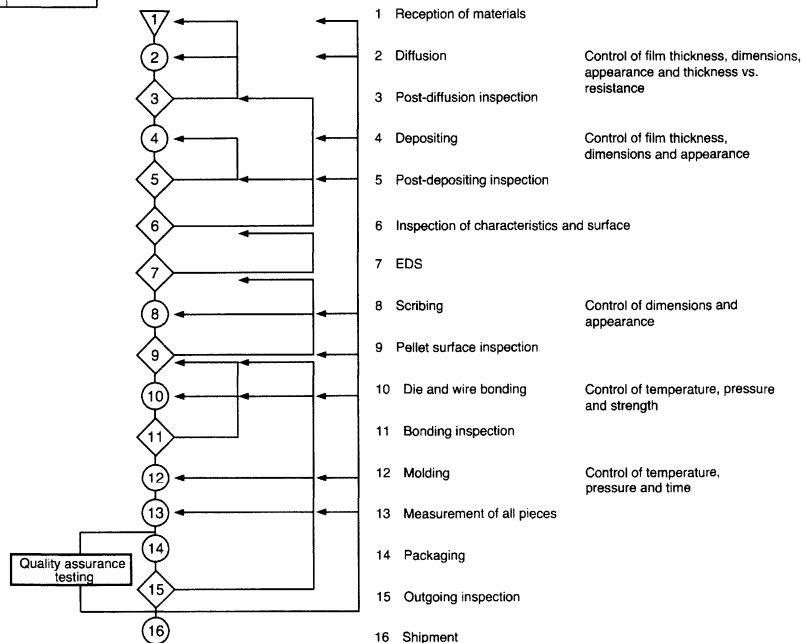 1
2
3
4
5
6
7
8
9
10
11
12
13
14
15
16
Quality assurance
testing
1 Reception of materials
2 Diffusion
Control of film thickness, dimensions,
appearance and thickness vs.
resistance
3 Post-diffusion inspection
4 Depositing
Control of film thickness,
dimensions and appearance
5 Post-depositing inspection
6 Inspection of characteristics and surface
7 EDS
8 Scribing
Control of dimensions and
appearance
9 Pellet surface inspection
10 Die and wire bonding
Control of temperature, pressure
and strength
11 Bonding inspection
12 Molding
Control of temperature,
pressure and time
13 Measurement of all pieces
14 Packaging
15 Outgoing inspection
16 Shipment